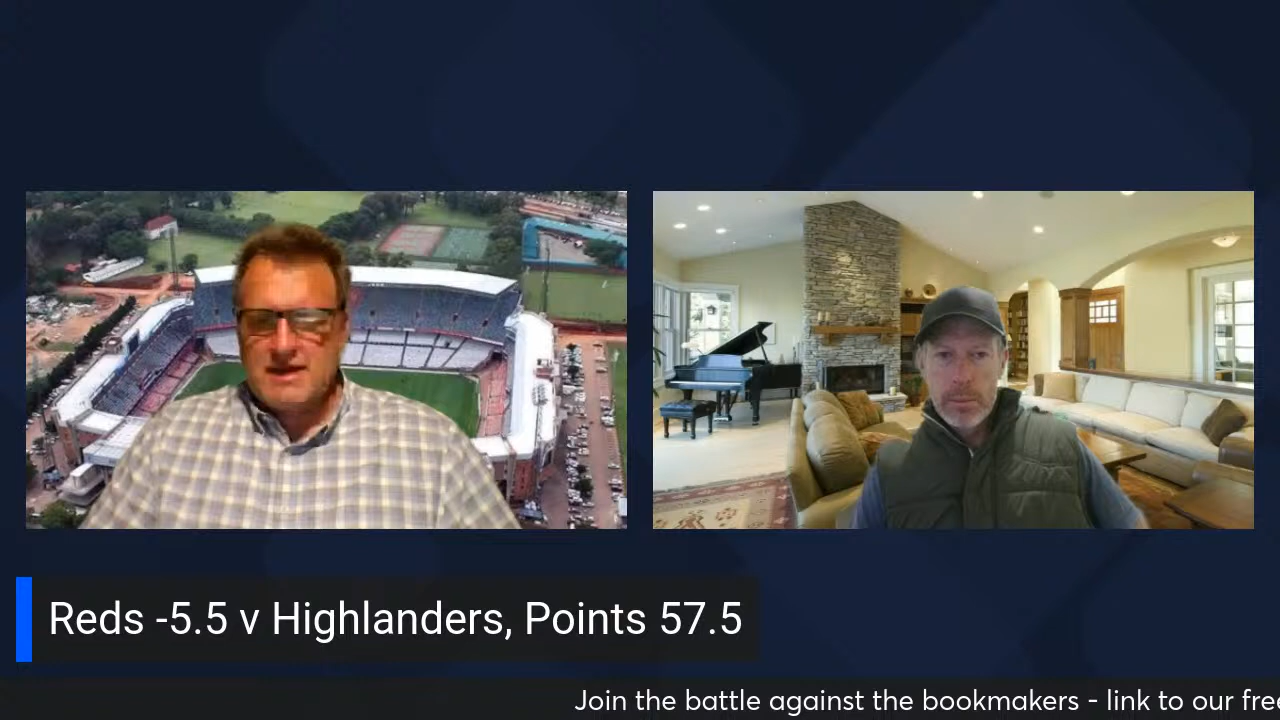 Reds -5.5 v Highlanders, Points 57.5
Join the battle against the bookmakers - link to our free